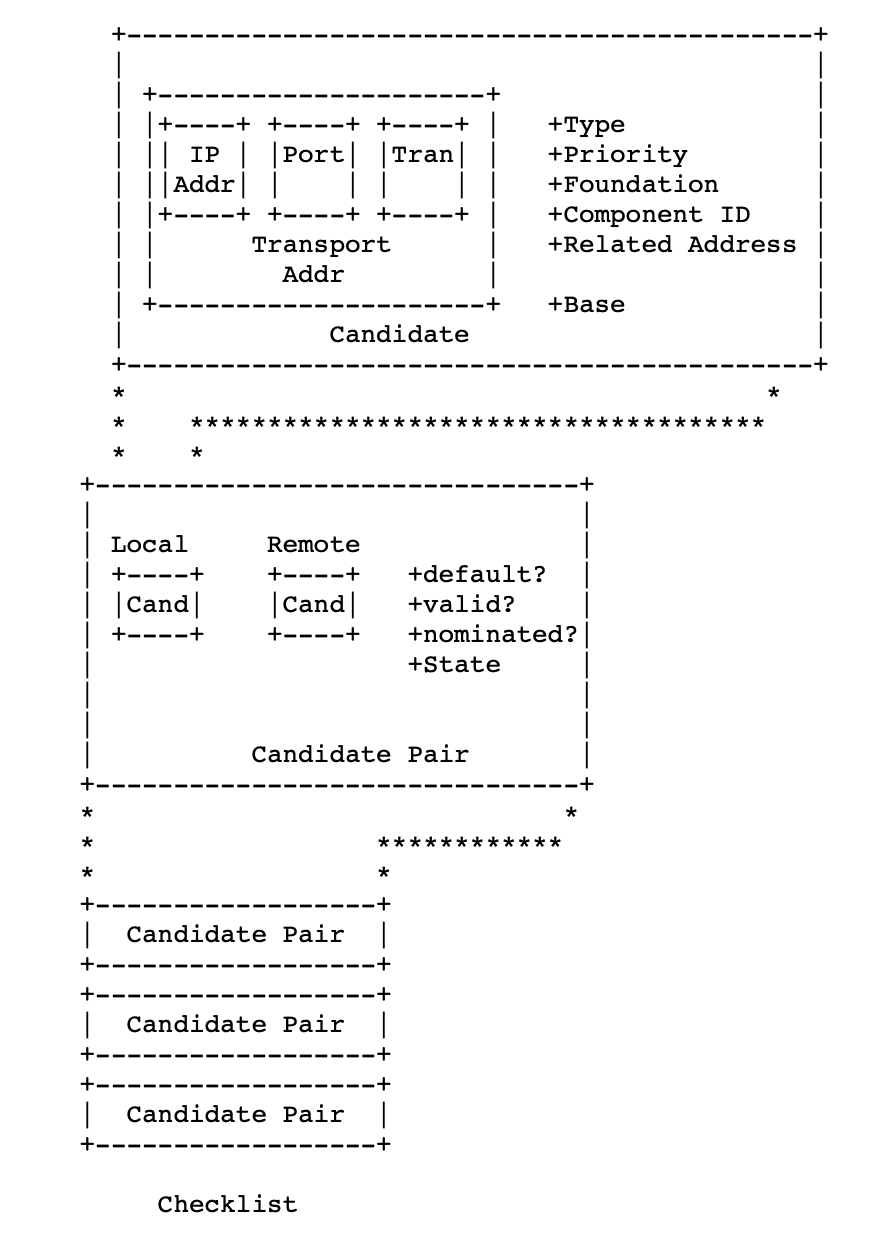 +--------------------------------------------+
|                                            |
| +---------------------+                    |
| |+----+ +----+ +----+ |   +Type            |
| || IP | |Port| |Tran| |   +Priority        |
| ||Addr| |    | |    | |   +Foundation      |
| |+----+ +----+ +----+ |   +Component ID    |
| |      Transport      |   +Related Address |
| |        Addr         |                    |
| +---------------------+   +Base            |
|             Candidate                      |
+--------------------------------------------+
*                                         *
*    *************************************
*    *
+-------------------------------+
|                               |
| Local     Remote              |
| +----+    +----+   +default?  |
| |Cand|    |Cand|   +valid?    |
| +----+    +----+   +nominated?|
|                    +State     |
|                               |
|                               |
|          Candidate Pair       |
+-------------------------------+
*                              *
*                  ************
*                  *
+------------------+
|  Candidate Pair  |
+------------------+
+------------------+
|  Candidate Pair  |
+------------------+
+------------------+
|  Candidate Pair  |
+------------------+
Checklist